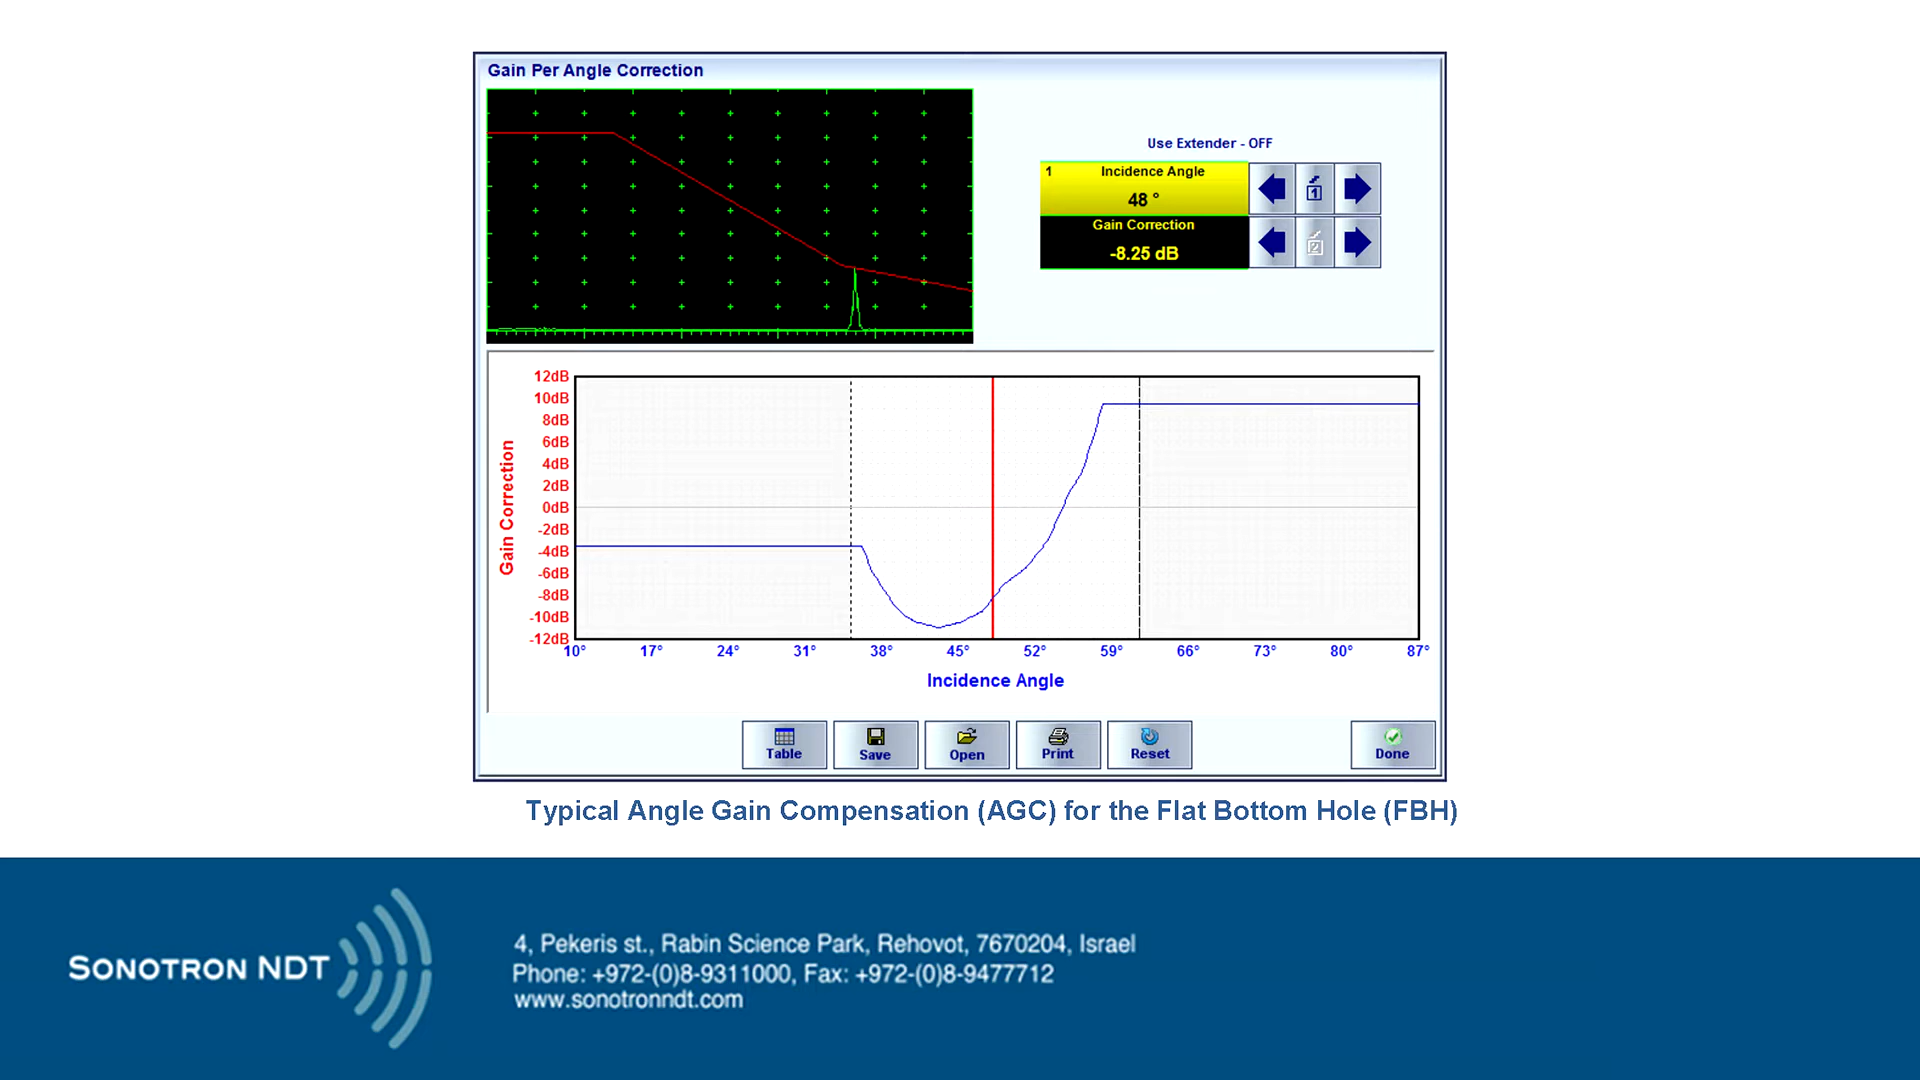 Gain Per Angle Correction
Use Extender - OFF
1 Incidence Angle
48 °
1
Gain Correction
-8.25 dB
2
12dB
10dB
8dB
6dB
4dB
2dB
0dB
-2dB
-4dB
-6dB
-8dB
-10dB
-12dB
Gain Correction
10° 17° 24° 31° 38° 45° 52° 59° 66° 73° 80° 87°
Incidence Angle
Table Save Open Print Reset Done
Typical Angle Gain Compensation (AGC) for the Flat Bottom Hole (FBH)
SONOTRON NDT
4, Pekeris st., Rabin Science Park, Rehovot, 7670204, Israel
Phone: +972-(0)8-9311000, Fax: +972-(0)8-9477712
www.sonotronndt.com